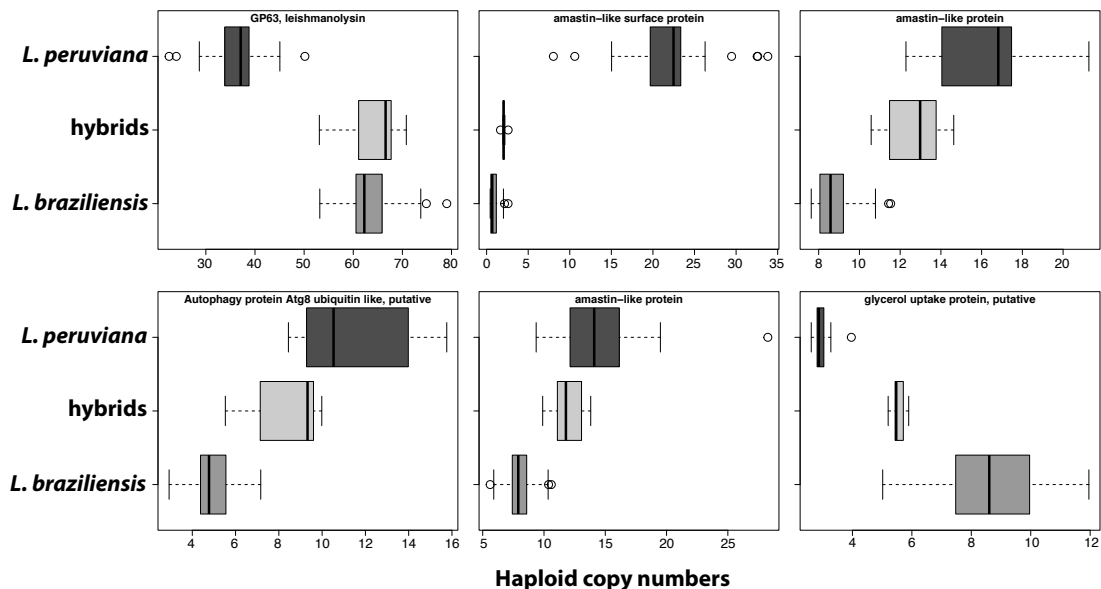 GP63, leishmanolysin
amastin-like surface protein
amastin-like protein
L. peruviana
hybrids
L. braziliensis
30 40 50 60 70 80
0 5 10 15 20 25 30 35
8 10 12 14 16 18 20
Autophagy protein Atg8 ubiquitin like, putative
amastin-like protein
glycerol uptake protein, putative
L. peruviana
hybrids
L. braziliensis
4 6 8 10 12 14 16
5 10 15 20 25
4 6 8 10 12
Haploid copy numbers